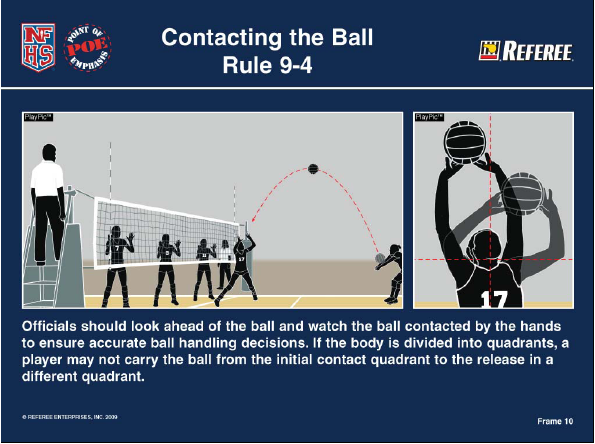 Contacting the Ball
Rule 9-4
NF
HS
POINT OF
POE
EMPHASIS
REFEREE
PlayPic™
PlayPic™
7
17
17
Officials should look ahead of the ball and watch the ball contacted by the hands
to ensure accurate ball handling decisions. If the body is divided into quadrants, a
player may not carry the ball from the initial contact quadrant to the release in a
different quadrant.
© REFEREE ENTERPRISES, INC. 2009
Frame 10